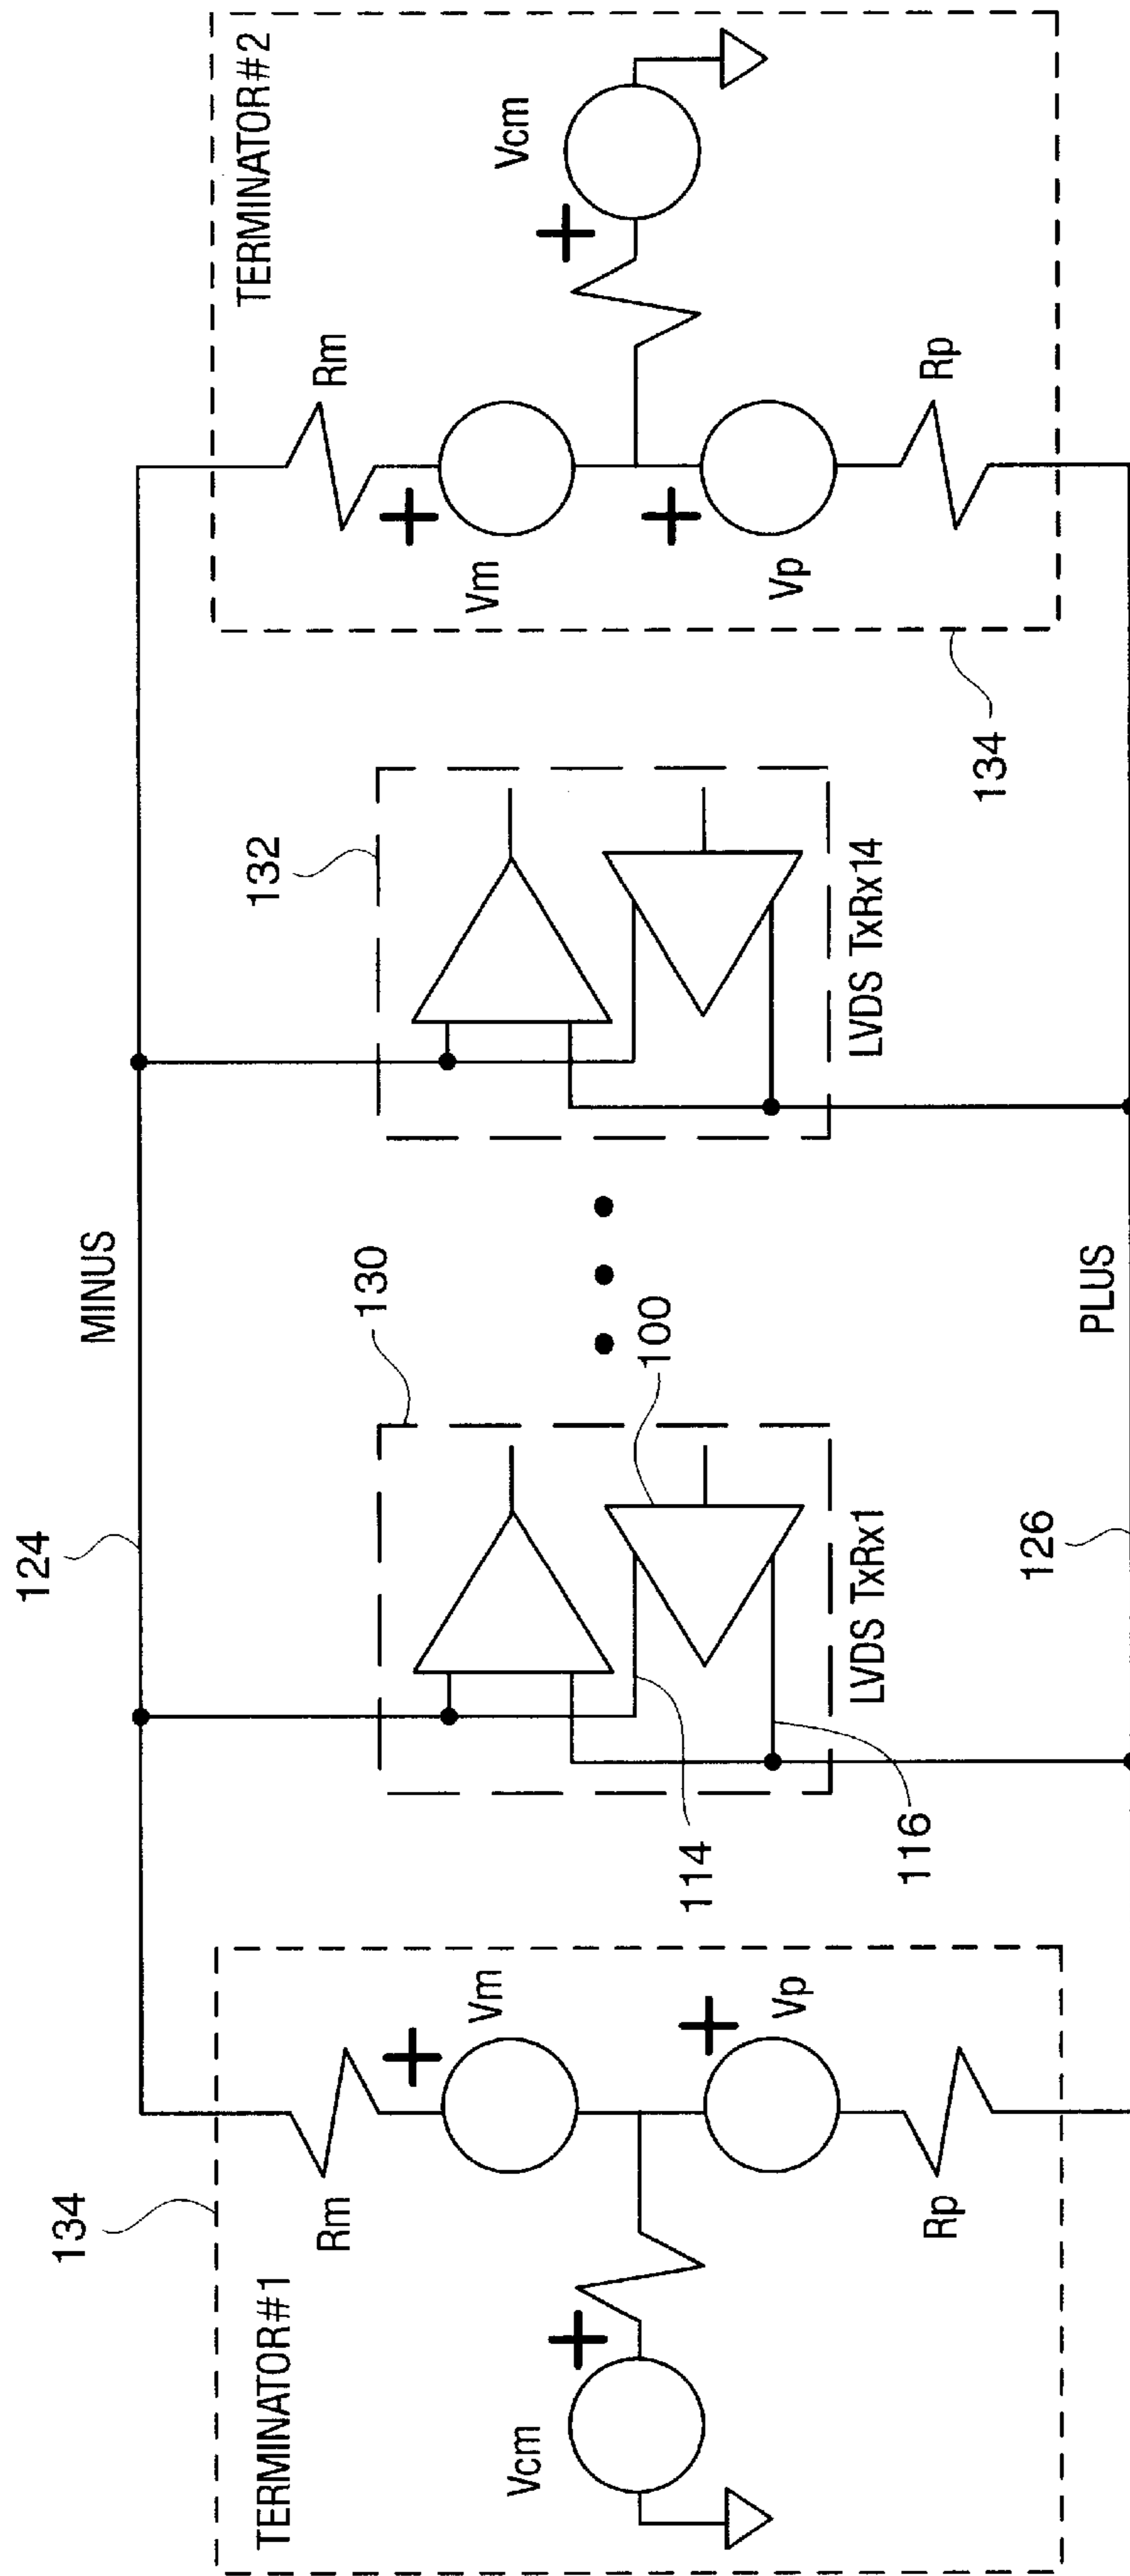 124
MINUS
134
TERMINATOR#1
Rm
Vm
Vcm
Vp
Rp
130
100
114
116
LVDS TxRx1
132
LVDS TxRx14
TERMINATOR#2
Rm
Vm
Vcm
Vp
Rp
134
126
PLUS